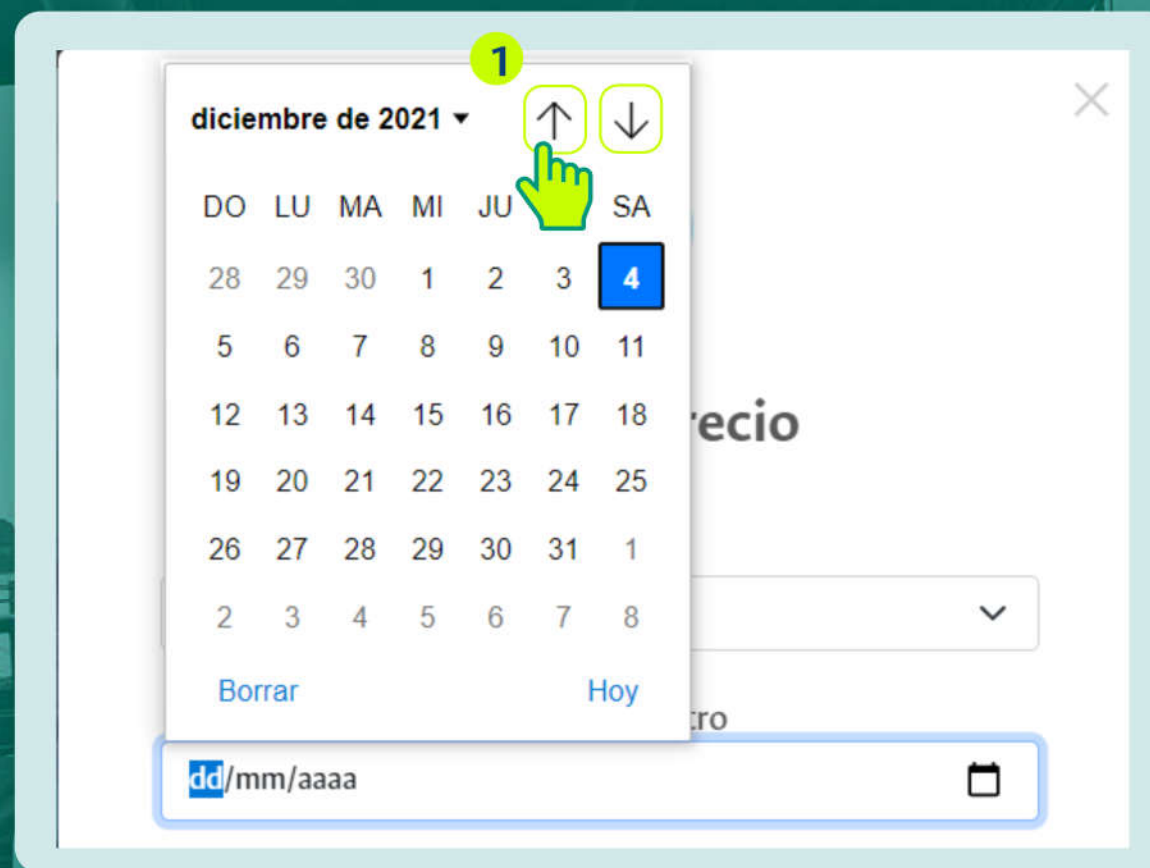 1
diciembre de 2021
DO LU MA MI JU SA
28 29 30 1 2 3 4
5 6 7 8 9 10 11
12 13 14 15 16 17 18
19 20 21 22 23 24 25
26 27 28 29 30 31 1
2 3 4 5 6 7 8
Borrar Hoy
recio
tro
dd/mm/aaaa